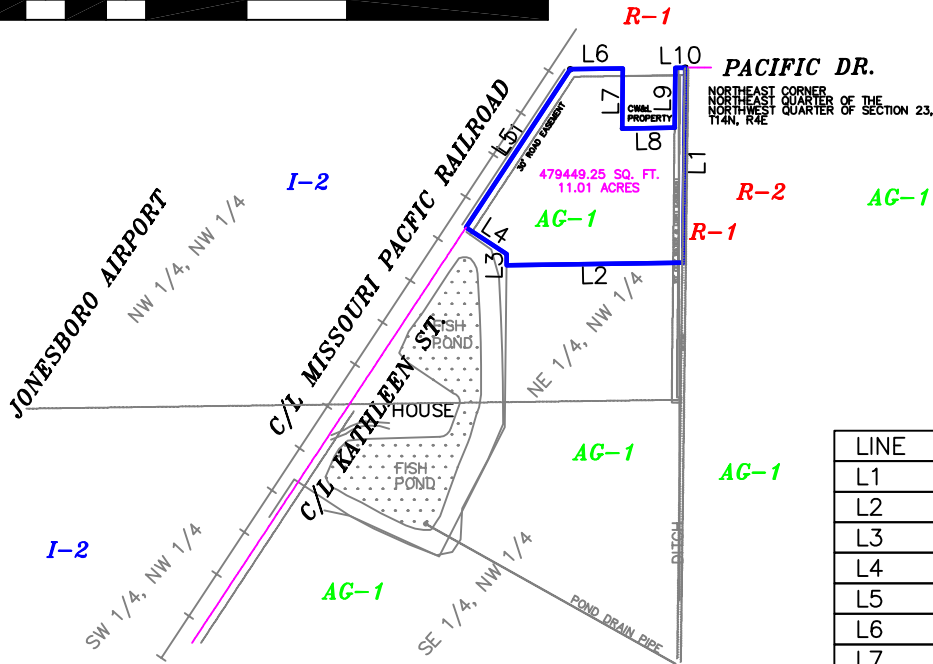 R-1
L6
L10
PACIFIC DR.
NORTHEAST CORNER
NORTHEAST QUARTER OF THE
NORTHWEST QUARTER OF SECTION 23,
T14N, R4E
L7
L9
CW&L
PROPERTY
L8
L5
30' ROAD EASEMENT
L1
479449.25 SQ. FT.
11.01 ACRES
I-2
R-2
AG-1
AG-1
R-1
L4
L3
L2
JONESBORO AIRPORT
NW 1/4, NW 1/4
C/L MISSOURI PACFIC RAILROAD
C/L KATHLEEN ST.
FISH
POND
NE 1/4, NW 1/4
HOUSE
FISH
POND
AG-1
AG-1
DITCH
I-2
SW 1/4, NW 1/4
AG-1
SE 1/4, NW 1/4
POND DRAIN PIPE
LINE
L1
L2
L3
L4
L5
L6
L7